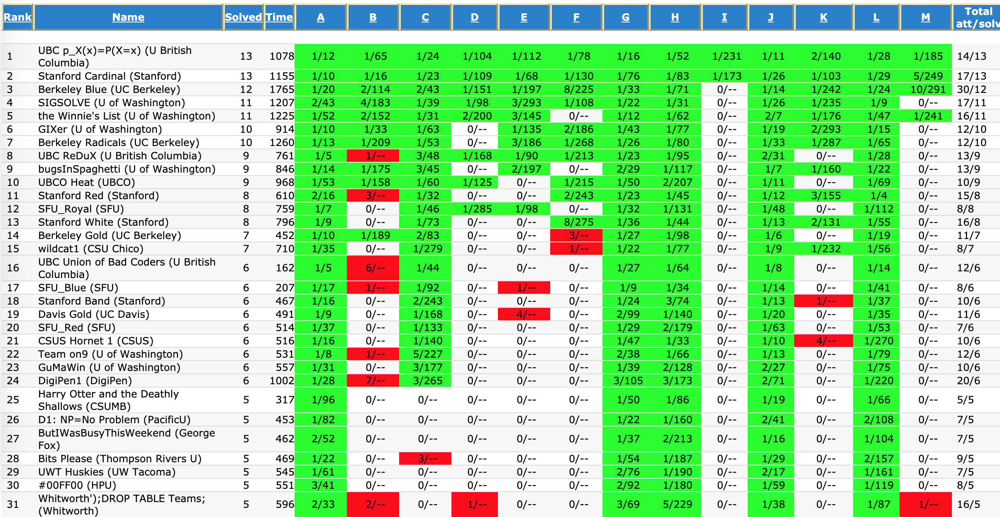 Rank Name Solved Time A B C D E F G H I J K L M Total
att/solv
1 UBC p_X(x)=P(X=x) (U British
Columbia) 13 1078 1/12 1/65 1/24 1/104 1/112 1/78 1/16 1/52 1/231 1/11 2/140 1/28 1/185 14/13
2 Stanford Cardinal (Stanford) 13 1155 1/10 1/16 1/23 1/109 1/68 1/130 1/76 1/83 1/173 1/26 1/103 1/29 5/249 17/13
3 Berkeley Blue (UC Berkeley) 12 1765 1/20 2/114 2/43 1/151 1/197 8/225 1/33 1/71 0/-- 1/14 1/242 1/24 10/291 30/12
4 SIGSOLVE (U of Washington) 11 1207 2/43 4/183 1/39 1/98 3/293 1/108 1/22 1/31 0/-- 1/26 1/235 1/9 0/-- 17/11
5 the Winnie's List (U of Washington) 11 1225 1/52 2/152 1/31 2/200 3/145 0/-- 1/12 1/62 0/-- 2/7 1/176 1/47 1/241 16/11
6 GIXer (U of Washington) 10 914 1/10 1/33 1/63 0/-- 1/135 2/186 1/43 1/77 0/-- 1/19 2/293 1/15 0/-- 12/10
7 Berkeley Radicals (UC Berkeley) 10 1260 1/13 1/209 1/53 0/-- 3/186 1/268 1/26 1/80 0/-- 1/33 1/287 1/65 0/-- 12/10
8 UBC ReDuX (U British Columbia) 9 761 1/5 1/-- 3/48 1/168 1/90 1/213 1/23 1/95 0/-- 2/31 0/-- 1/28 0/-- 13/9
9 bugsInSpaghetti (U of Washington) 9 846 1/14 1/175 3/45 0/-- 2/197 0/-- 2/29 1/117 0/-- 1/7 1/160 1/22 0/-- 13/9
10 UBCO Heat (UBCO) 9 968 1/53 1/158 1/60 1/125 0/-- 1/215 1/50 2/207 0/-- 1/11 0/-- 1/69 0/-- 10/9
11 Stanford Red (Stanford) 8 610 2/16 3/-- 1/32 0/-- 0/-- 2/243 1/23 1/45 0/-- 1/12 3/155 1/4 0/-- 15/8
12 SFU_Royal (SFU) 8 759 1/7 0/-- 1/46 1/285 1/98 0/-- 1/32 1/131 0/-- 1/48 0/-- 1/112 0/-- 8/8
13 Stanford White (Stanford) 8 796 1/9 0/-- 1/73 0/-- 0/-- 8/275 1/36 1/44 0/-- 1/13 2/131 1/55 0/-- 16/8
14 Berkeley Gold (UC Berkeley) 7 452 1/10 1/189 2/83 0/-- 0/-- 3/-- 1/27 1/98 0/-- 1/6 0/-- 1/19 0/-- 11/7
15 wildcat1 (CSU Chico) 7 710 1/35 0/-- 1/279 0/-- 0/-- 1/-- 1/22 1/77 0/-- 1/9 1/232 1/56 0/-- 8/7
16 UBC Union of Bad Coders (U British
Columbia) 6 162 1/5 6/-- 1/44 0/-- 0/-- 0/-- 1/27 1/64 0/-- 1/8 0/-- 1/14 0/-- 12/6
17 SFU_Blue (SFU) 6 207 1/17 1/-- 1/92 0/-- 1/-- 0/-- 1/9 1/34 0/-- 1/14 0/-- 1/41 0/-- 8/6
18 Stanford Band (Stanford) 6 467 1/16 0/-- 2/243 0/-- 0/-- 0/-- 1/24 3/74 0/-- 1/13 1/-- 1/37 0/-- 10/6
19 Davis Gold (UC Davis) 6 491 1/9 0/-- 1/168 0/-- 4/-- 0/-- 2/99 1/140 0/-- 1/20 0/-- 1/35 0/-- 11/6
20 SFU_Red (SFU) 6 514 1/37 0/-- 1/133 0/-- 0/-- 0/-- 1/29 2/179 0/-- 1/63 0/-- 1/53 0/-- 7/6
21 CSUS Hornet 1 (CSUS) 6 516 1/16 0/-- 1/140 0/-- 0/-- 0/-- 1/47 1/33 0/-- 1/10 4/-- 1/270 0/-- 10/6
22 Team on9 (U of Washington) 6 531 1/8 1/-- 5/227 0/-- 0/-- 0/-- 2/38 1/66 0/-- 1/13 0/-- 1/79 0/-- 12/6
23 GuMaWin (U of Washington) 6 557 1/31 0/-- 3/177 0/-- 0/-- 0/-- 1/39 2/128 0/-- 2/27 0/-- 1/75 0/-- 10/6
24 DigiPen1 (DigiPen) 6 1002 1/28 7/-- 3/265 0/-- 0/-- 0/-- 3/105 3/173 0/-- 2/71 0/-- 1/220 0/-- 20/6
25 Harry Otter and the Deathly
Shallows (CSUMB) 5 317 1/96 0/-- 0/-- 0/-- 0/-- 0/-- 1/50 1/86 0/-- 1/19 0/-- 1/66 0/-- 5/5
26 D1: NP=No Problem (PacificU) 5 453 1/82 0/-- 0/-- 0/-- 0/-- 0/-- 1/22 1/160 0/-- 2/41 0/-- 2/108 0/-- 7/5
27 ButIWasBusyThisWeekend (George
Fox) 5 462 2/52 0/-- 0/-- 0/-- 0/-- 0/-- 1/37 2/213 0/-- 1/16 0/-- 1/104 0/-- 7/5
28 Bits Please (Thompson Rivers U) 5 469 1/22 0/-- 3/-- 0/-- 0/-- 0/-- 1/54 1/187 0/-- 1/29 0/-- 2/157 0/-- 9/5
29 UWT Huskies (UW Tacoma) 5 545 1/61 0/-- 0/-- 0/-- 0/-- 0/-- 2/76 1/190 0/-- 2/17 0/-- 1/161 0/-- 7/5
30 #00FF00 (HPU) 5 551 3/41 0/-- 0/-- 0/-- 0/-- 0/-- 2/92 1/180 0/-- 1/59 0/-- 1/119 0/-- 8/5
31 Whitworth');DROP TABLE Teams;
(Whitworth) 5 596 2/33 2/-- 0/-- 1/-- 0/-- 0/-- 3/69 5/229 0/-- 1/38 0/-- 1/87 1/-- 16/5